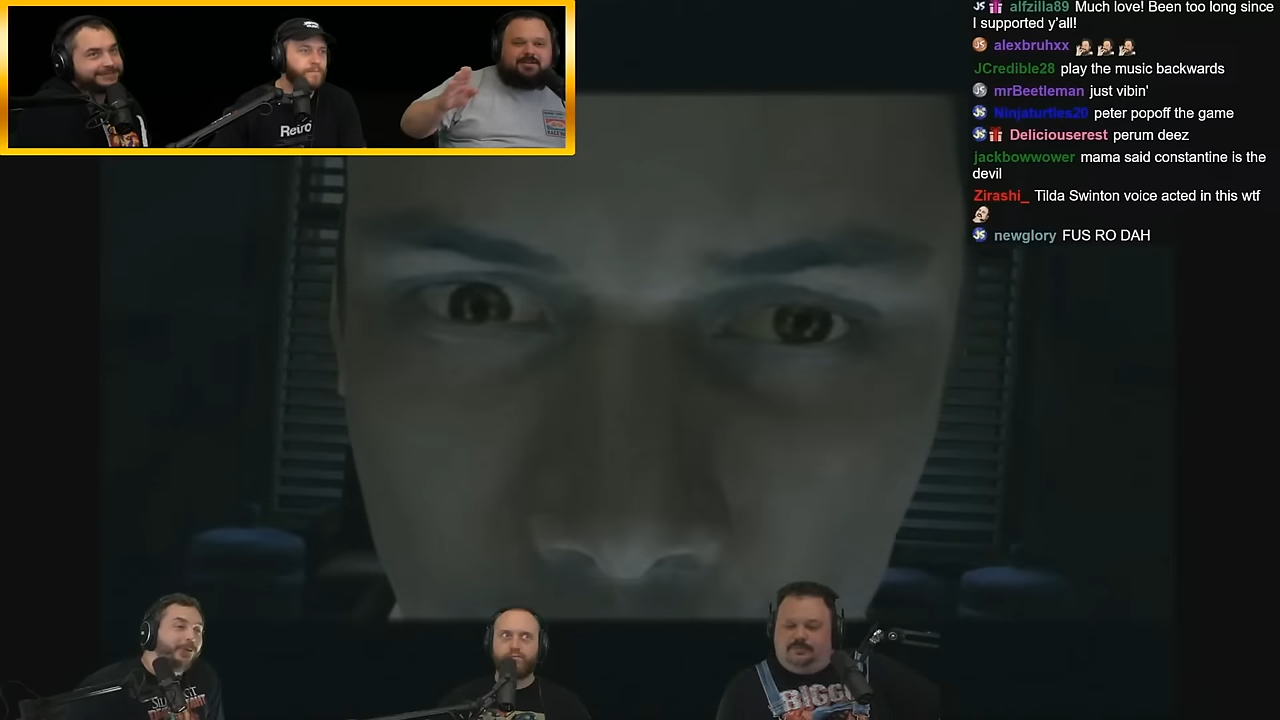 alfzilla89 Much love! Been too long since
I supported y'all!
alexbruhxx
JCredible28 play the music backwards
mrBeetleman just vibin'
Ninjaturtles20 peter popoff the game
Deliciouserest perum deez
jackbowwower mama said constantine is the
devil
Zirashi_ Tilda Swinton voice acted in this wtf
newglory FUS RO DAH
Retro
BIGG